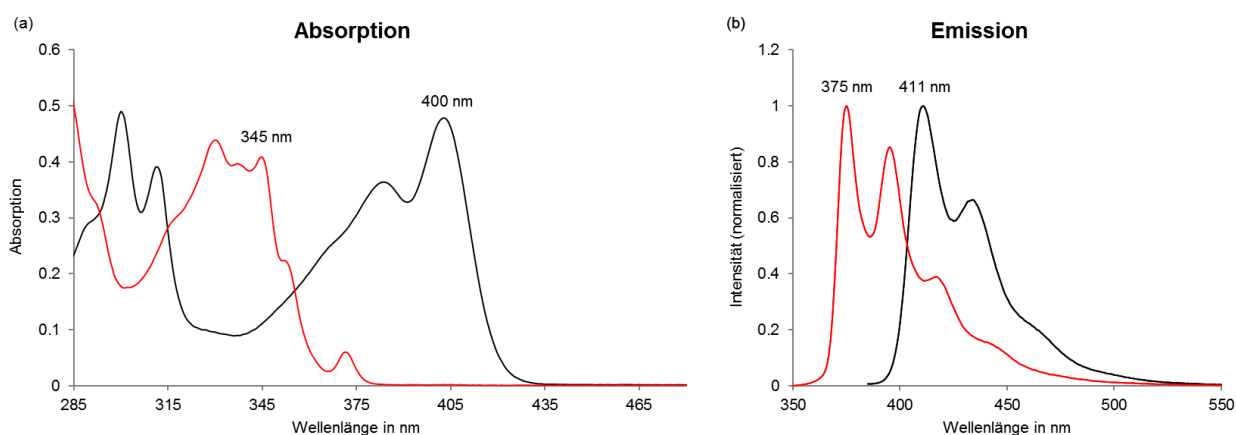 (a)
Absorption
0.6
0.5
0.4
0.3
0.2
0.1
0
Absorption
345 nm
400 nm
285
315
345
375
405
435
465
Wellenlänge in nm
(b)
Emission
1.2
1
0.8
0.6
0.4
0.2
0
Intensität (normalisiert)
375 nm
411 nm
350
400
450
500
550
Wellenlänge in nm